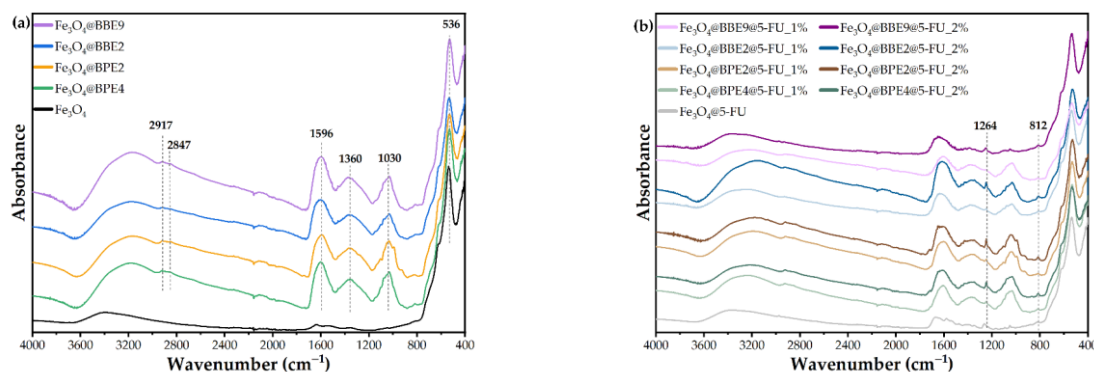 (a)
536
Fe₃O₄@BBE9
Fe₃O₄@BBE2
Fe₃O₄@BPE2
Fe₃O₄@BPE4
Fe₃O₄
2917
2847
1596
1360
1030
Absorbance
4000 3600 3200 2800 2400 2000 1600 1200 800 400
Wavenumber (cm⁻¹)
(b)
Fe₃O₄@BBE9@5-FU_1% Fe₃O₄@BBE9@5-FU_2%
Fe₃O₄@BBE2@5-FU_1% Fe₃O₄@BBE2@5-FU_2%
Fe₃O₄@BPE2@5-FU_1% Fe₃O₄@BPE2@5-FU_2%
Fe₃O₄@BPE4@5-FU_1% Fe₃O₄@BPE4@5-FU_2%
Fe₃O₄@5-FU
1264
812
Absorbance
4000 3600 3200 2800 2400 2000 1600 1200 800 400
Wavenumber (cm⁻¹)